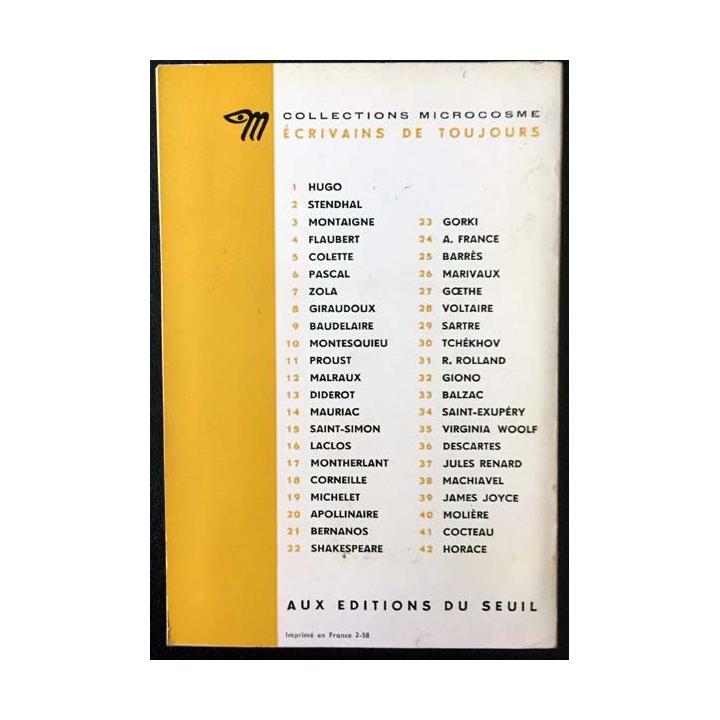 COLLECTIONS MICROCOSME
ÉCRIVAINS DE TOUJOURS
1 HUGO
2 STENDHAL
3 MONTAIGNE
4 FLAUBERT
5 COLETTE
6 PASCAL
7 ZOLA
8 GIRAUDOUX
9 BAUDELAIRE
10 MONTESQUIEU
11 PROUST
12 MALRAUX
13 DIDEROT
14 MAURIAC
15 SAINT-SIMON
16 LACLOS
17 MONTHERLANT
18 CORNEILLE
19 MICHELET
20 APOLLINAIRE
21 BERNANOS
22 SHAKESPEARE
23 GORKI
24 A. FRANCE
25 BARRÈS
26 MARIVAUX
27 GŒTHE
28 VOLTAIRE
29 SARTRE
30 TCHÉKHOV
31 R. ROLLAND
32 GIONO
33 BALZAC
34 SAINT-EXUPÉRY
35 VIRGINIA WOOLF
36 DESCARTES
37 JULES RENARD
38 MACHIAVEL
39 JAMES JOYCE
40 MOLIÈRE
41 COCTEAU
42 HORACE
AUX EDITIONS DU SEUIL
Imprimé en France 2-58